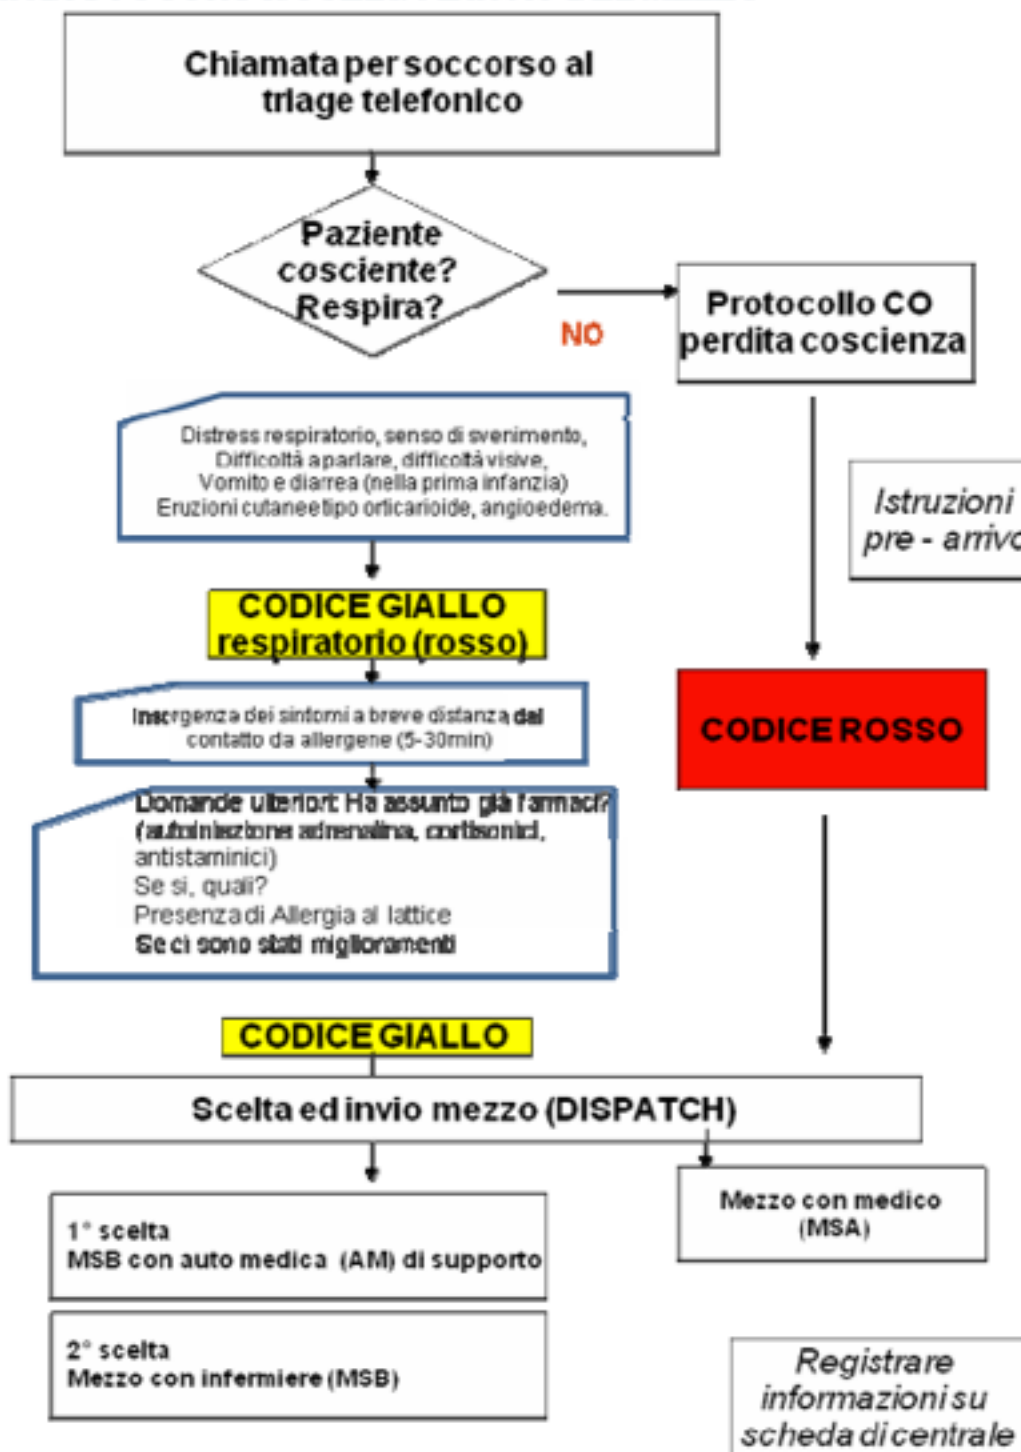 Chiamata per soccorso al
triage telefonico
Paziente
cosciente?
Respira?
NO
Protocollo CO
perdita coscienza
Distress respiratorio, senso di svenimento,
Difficoltà a parlare, difficoltà visive,
Vomito e diarrea (nella prima infanzia)
Eruzioni cutanee tipo orticarioide, angioedema.
Istruzioni
pre - arrivo
CODICE GIALLO
respiratorio (rosso)
Insorgenza dei sintomi a breve distanza dal
contatto da allergene (5-30min)
CODICE ROSSO
Domande ulteriori: Ha assunto già farmaci?
(autoiniezione adrenalina, cortisonici,
antistaminici)
Se si, quali?
Presenza di Allergia al lattice
Se ci sono stati miglioramenti
CODICE GIALLO
Scelta ed invio mezzo (DISPATCH)
1° scelta
MSB con auto medica (AM) di supporto
Mezzo con medico
(MSA)
2° scelta
Mezzo con infermiere (MSB)
Registrare
informazioni su
scheda di centrale